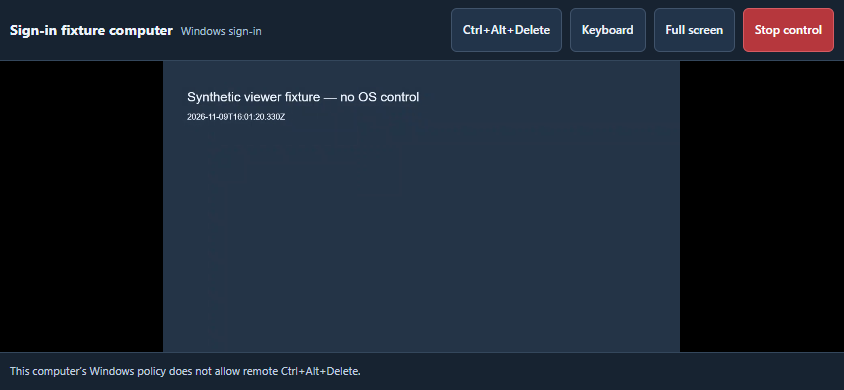 Sign-in fixture computer Windows sign-in Ctrl+Alt+Delete Keyboard Full screen Stop control
Synthetic viewer fixture — no OS control
2026-11-09T16:01:20.330Z
This computer's Windows policy does not allow remote Ctrl+Alt+Delete.